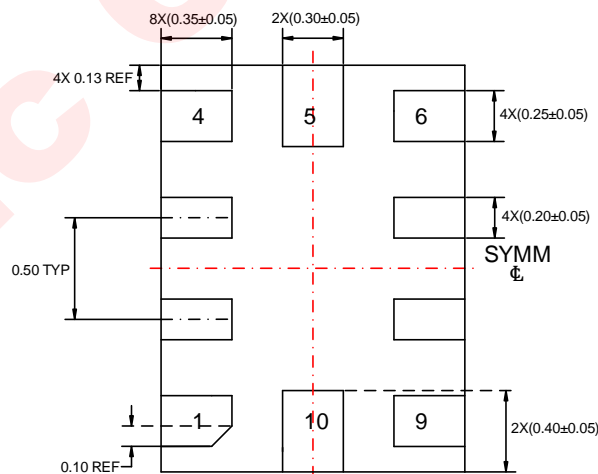 8X(0.35±0.05)
2X(0.30±0.05)
4X 0.13 REF
4
5
6
4X(0.25±0.05)
4X(0.20±0.05)
0.50 TYP
SYMM
℄
1
10
9
2X(0.40±0.05)
0.10 REF